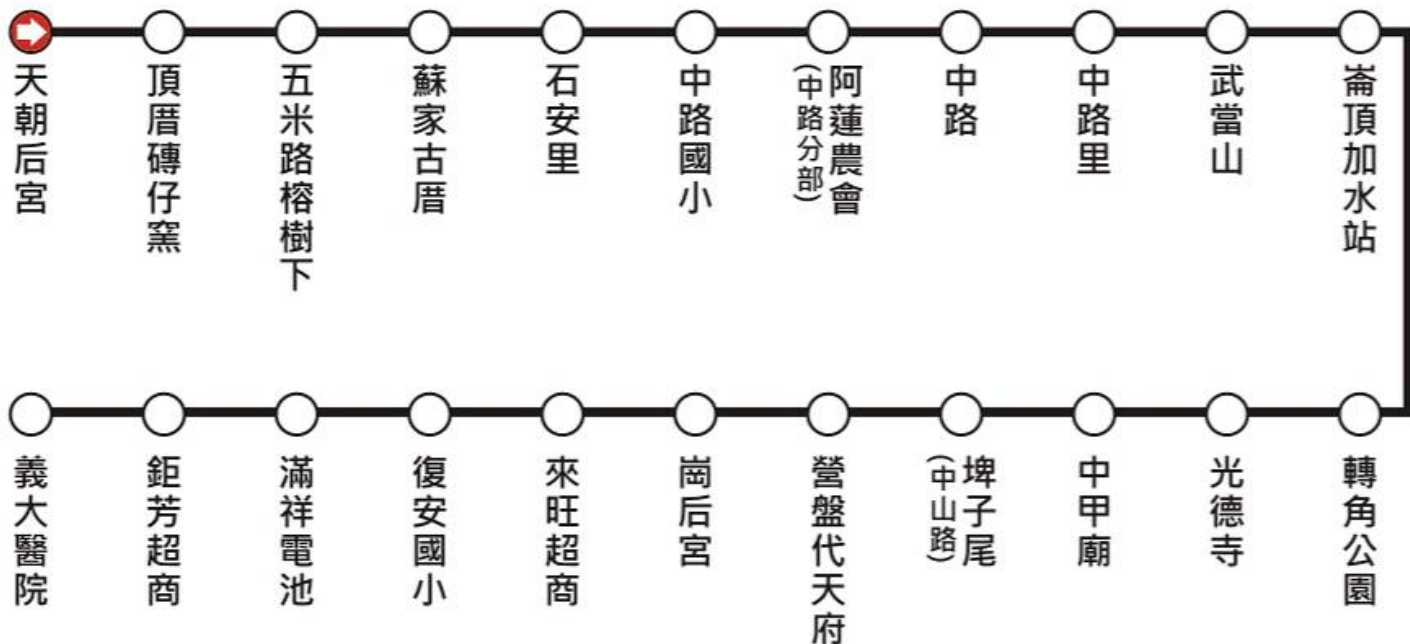 天朝后宮
頂厝磚仔窯
五米路榕樹下
蘇家古厝
石安里
中路國小
阿蓮農會
(中路分部)
中路
中路里
武當山
崙頂加水站
轉角公園
光德寺
中甲廟
埤子尾
(中山路)
營盤代天府
崗后宮
來旺超商
復安國小
滿祥電池
鉅芳超商
義大醫院